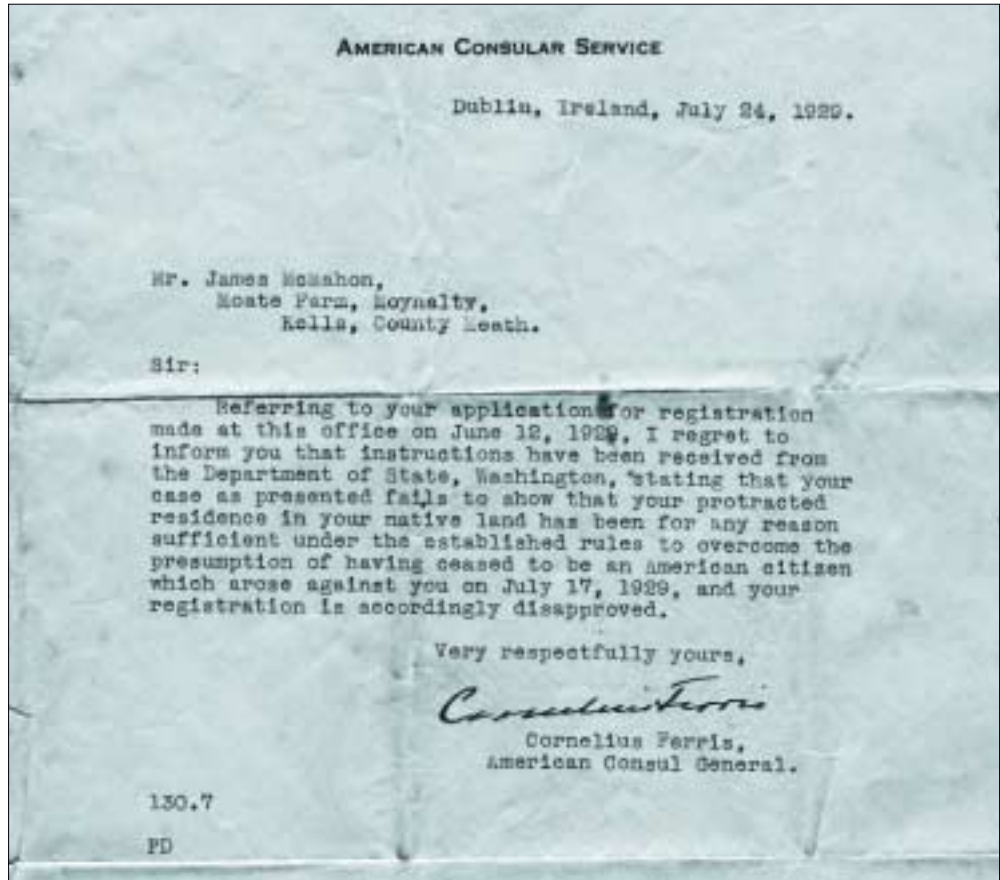 AMERICAN CONSULAR SERVICE
Dublin, Ireland, July 24, 1929.
Mr. James McMahon,
Moate Farm, Moynalty,
Kells, County Meath.
Sir:
Referring to your application for registration
made at this office on June 12, 1929, I regret to
inform you that instructions have been received from
the Department of State, Washington, stating that your
case as presented fails to show that your protracted
residence in your native land has been for any reason
sufficient under the established rules to overcome the
presumption of having ceased to be an American citizen
which arose against you on July 17, 1929, and your
registration is accordingly disapproved.
Very respectfully yours,
Cornelius Ferris
Cornelius Ferris,
American Consul General.
130.7
PD